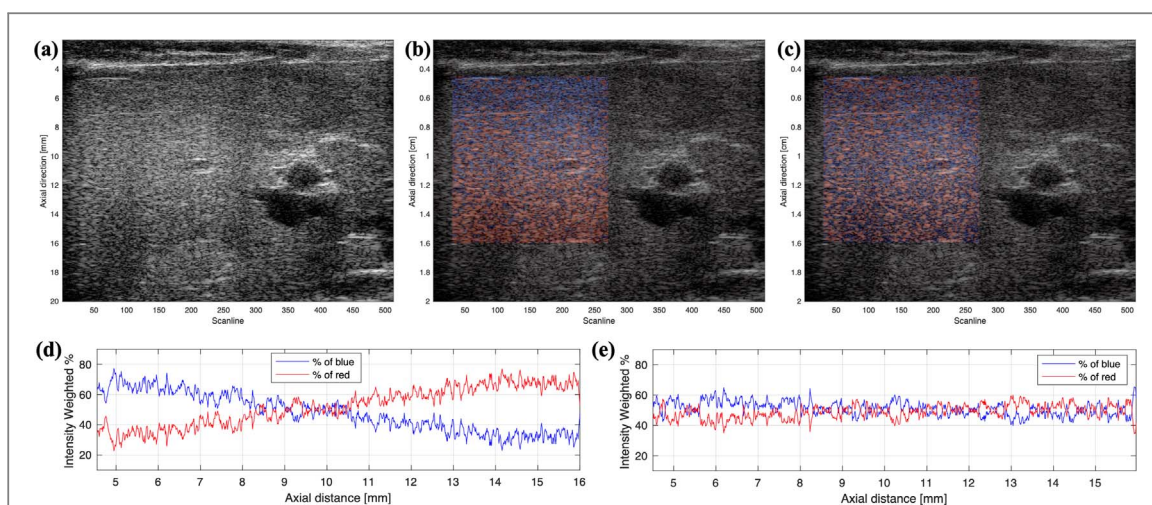 (a)
(b)
(c)
4
6
8
10
12
14
16
18
20
Axial direction [mm]
50 100 150 200 250 300 350 400 450 500
Scanline
0.4
0.6
0.8
1
1.2
1.4
1.6
1.8
2
Axial direction [cm]
50 100 150 200 250 300 350 400 450 500
Scanline
0.4
0.6
0.8
1
1.2
1.4
1.6
1.8
2
Axial direction [cm]
50 100 150 200 250 300 350 400 450 500
Scanline
(d)
80
60
40
20
Intensity Weighted %
% of blue
% of red
5 6 7 8 9 10 11 12 13 14 15 16
Axial distance [mm]
(e)
80
60
40
20
Intensity Weighted %
% of blue
% of red
5 6 7 8 9 10 11 12 13 14 15
Axial distance [mm]